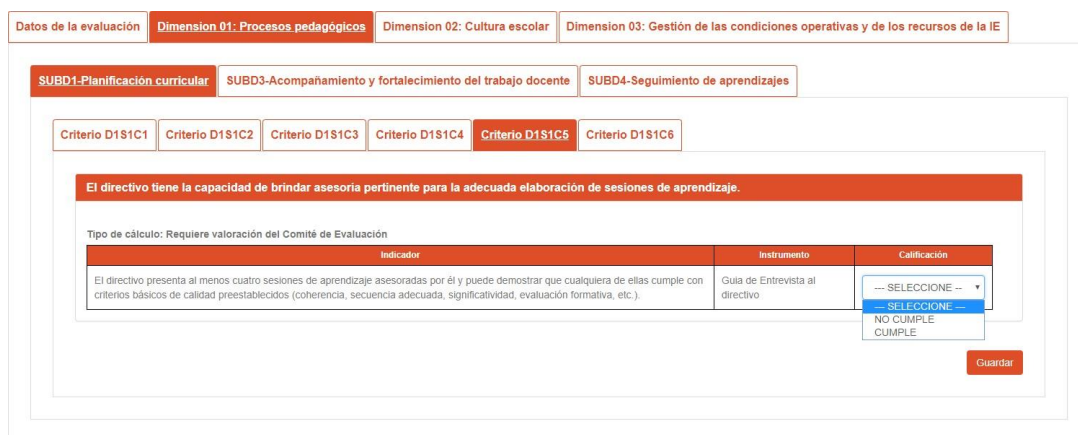 Datos de la evaluación
Dimension 01: Procesos pedagógicos
Dimension 02: Cultura escolar
Dimension 03: Gestión de las condiciones operativas y de los recursos de la IE
SUBD1-Planificación curricular
SUBD3-Acompañamiento y fortalecimiento del trabajo docente
SUBD4-Seguimiento de aprendizajes
Criterio D1S1C1
Criterio D1S1C2
Criterio D1S1C3
Criterio D1S1C4
Criterio D1S1C5
Criterio D1S1C6
El directivo tiene la capacidad de brindar asesoria pertinente para la adecuada elaboración de sesiones de aprendizaje.
Tipo de cálculo: Requiere valoración del Comité de Evaluación
Indicador
Instrumento
Calificación
El directivo presenta al menos cuatro sesiones de aprendizaje asesoradas por él y puede demostrar que cualquiera de ellas cumple con
criterios básicos de calidad preestablecidos (coherencia, secuencia adecuada, significatividad, evaluación formativa, etc.).
Guia de Entrevista al
directivo
--- SELECCIONE --
--- SELECCIONE ---
NO CUMPLE
CUMPLE
Guardar